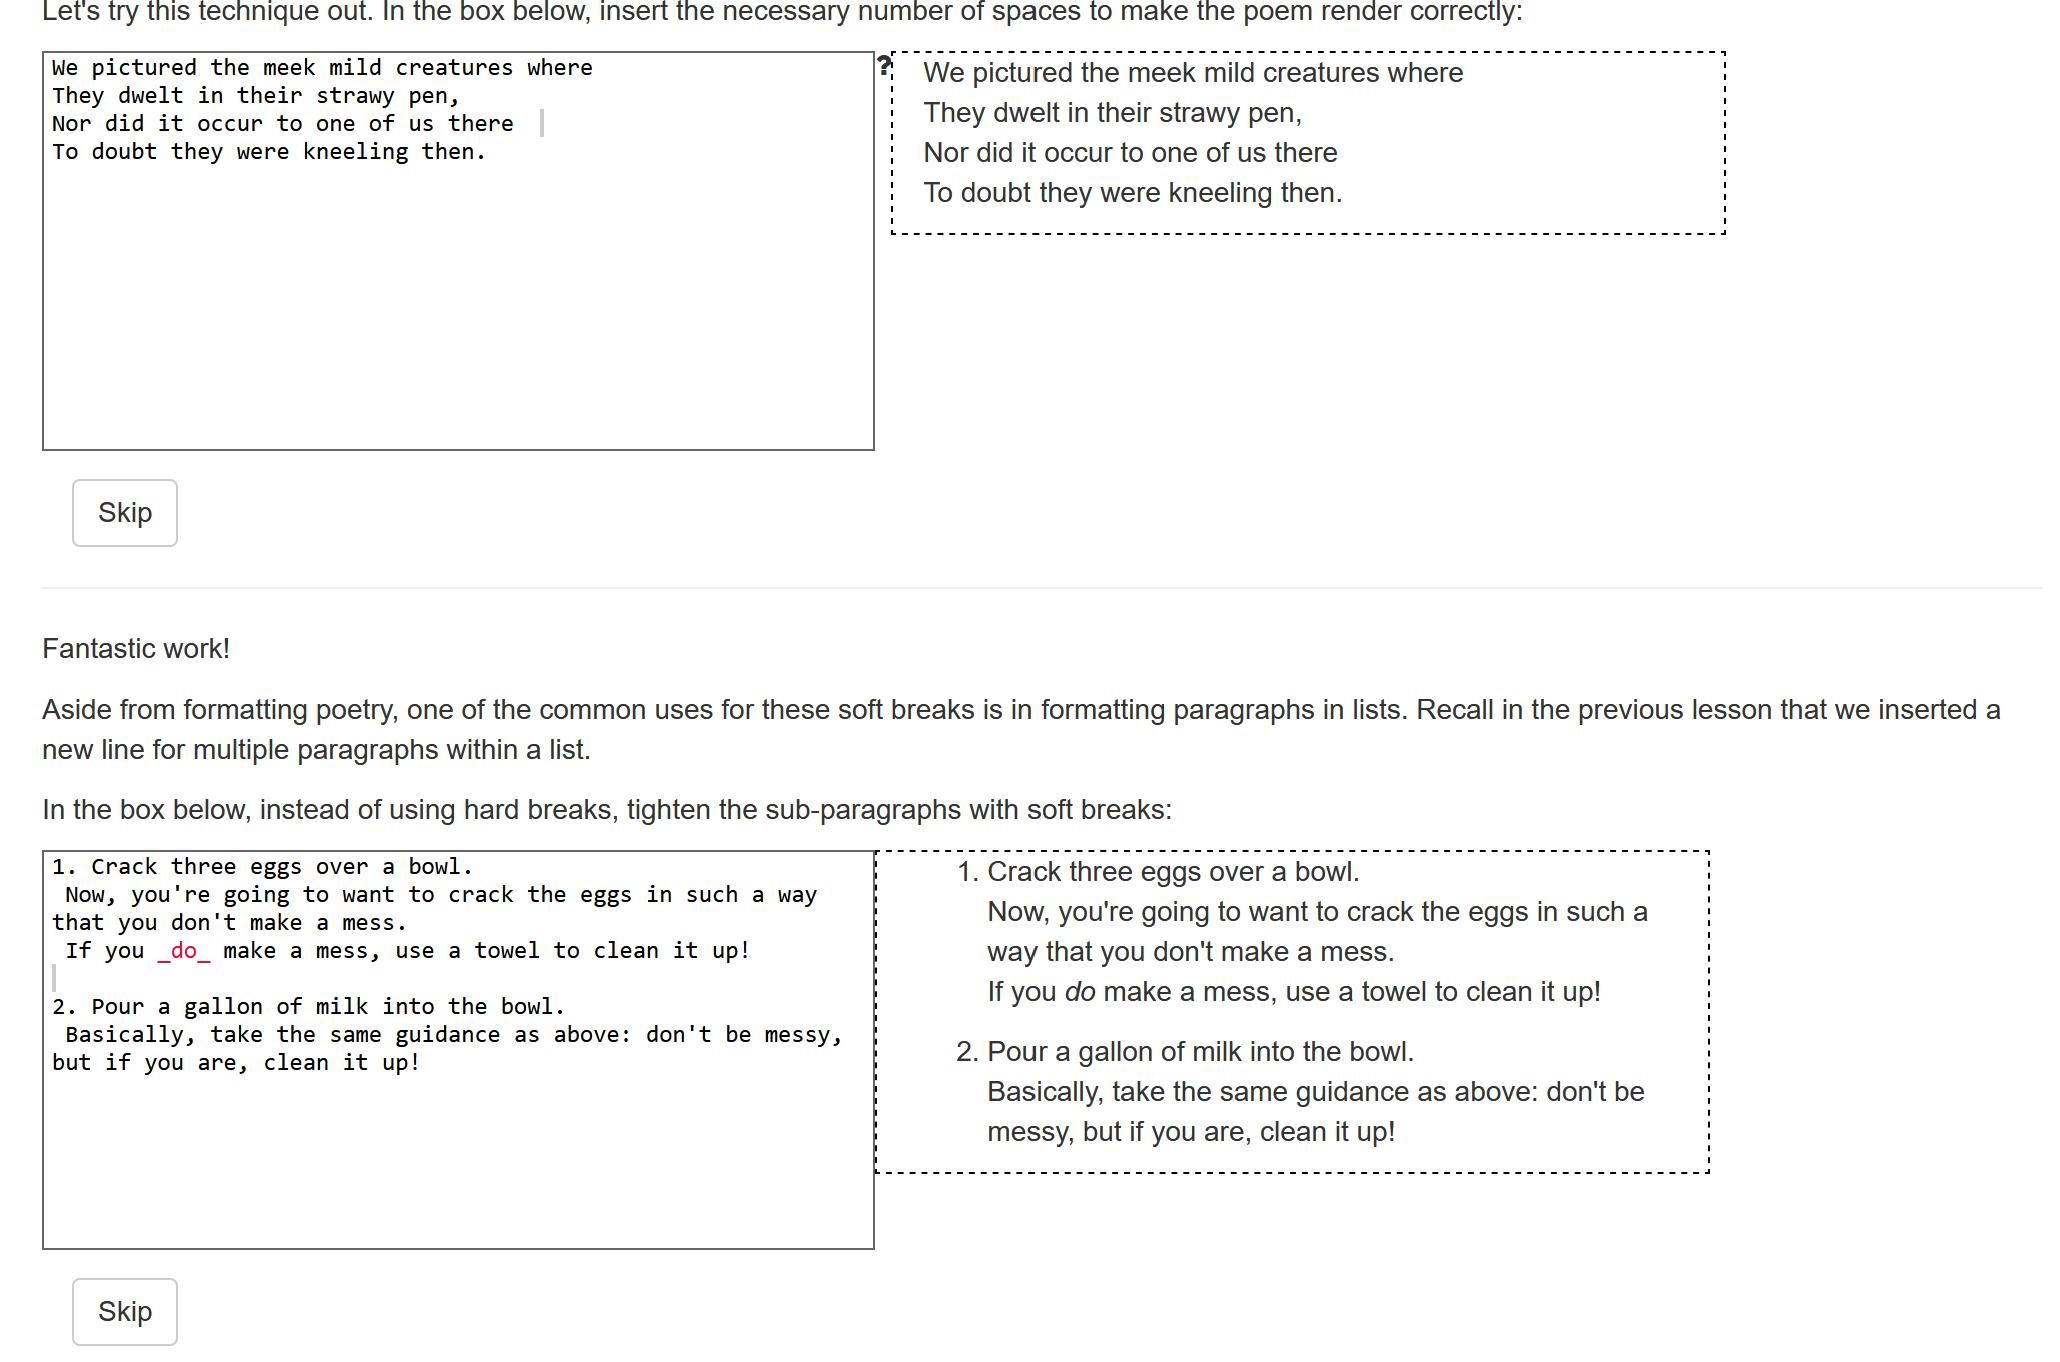 Let's try this technique out. In the box below, insert the necessary number of spaces to make the poem render correctly:
We pictured the meek mild creatures where
They dwelt in their strawy pen,
Nor did it occur to one of us there
To doubt they were kneeling then.
?
We pictured the meek mild creatures where
They dwelt in their strawy pen,
Nor did it occur to one of us there
To doubt they were kneeling then.
Skip
Fantastic work!
Aside from formatting poetry, one of the common uses for these soft breaks is in formatting paragraphs in lists. Recall in the previous lesson that we inserted a
new line for multiple paragraphs within a list.
In the box below, instead of using hard breaks, tighten the sub-paragraphs with soft breaks:
1. Crack three eggs over a bowl.
 Now, you're going to want to crack the eggs in such a way
that you don't make a mess.
 If you _do_ make a mess, use a towel to clean it up!
2. Pour a gallon of milk into the bowl.
 Basically, take the same guidance as above: don't be messy,
but if you are, clean it up!
1. Crack three eggs over a bowl.
Now, you're going to want to crack the eggs in such a
way that you don't make a mess.
If you do make a mess, use a towel to clean it up!
2. Pour a gallon of milk into the bowl.
Basically, take the same guidance as above: don't be
messy, but if you are, clean it up!
Skip